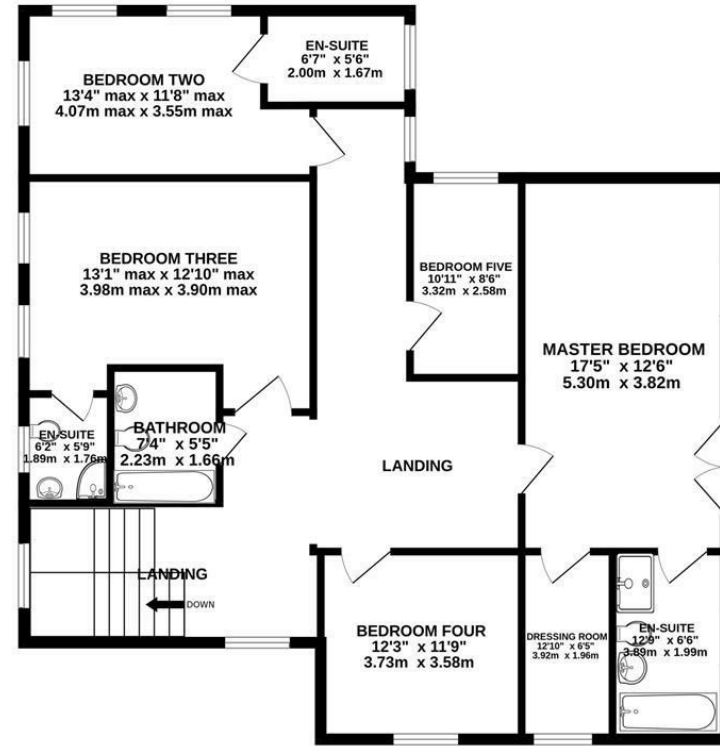 EN-SUITE
6'7" x 5'6"
2.00m x 1.67m
BEDROOM TWO
13'4" max x 11'8" max
4.07m max x 3.55m max
BEDROOM THREE
13'1" max x 12'10" max
3.98m max x 3.90m max
BEDROOM FIVE
10'11" x 8'6"
3.32m x 2.58m
MASTER BEDROOM
17'5" x 12'6"
5.30m x 3.82m
EN-SUITE
6'2" x 5'9"
1.89m x 1.76m
BATHROOM
7'4" x 5'5"
2.23m x 1.66m
LANDING
LANDING
DOWN
BEDROOM FOUR
12'3" x 11'9"
3.73m x 3.58m
DRESSING ROOM
12'10" x 6'5"
3.92m x 1.96m
EN-SUITE
12'9" x 6'6"
3.89m x 1.99m